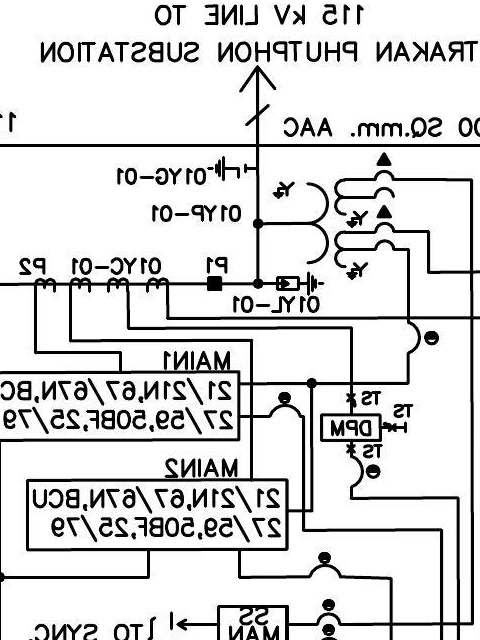 115 kV LINE TO
TRAKAN PHUTPHON SUBSTATION
00 SQ.mm. AAC
01YG-01
01YP-01
P1
01YC-01
P2
01YL-01
MAIN1
21/21N,67/67N,BC
27/59,50BF,25/79
TS
TS
DPM
TS
MAIN2
21/21N,67/67N,BCU
27/59,50BF,25/79
SS
MAN
TO SYNC.